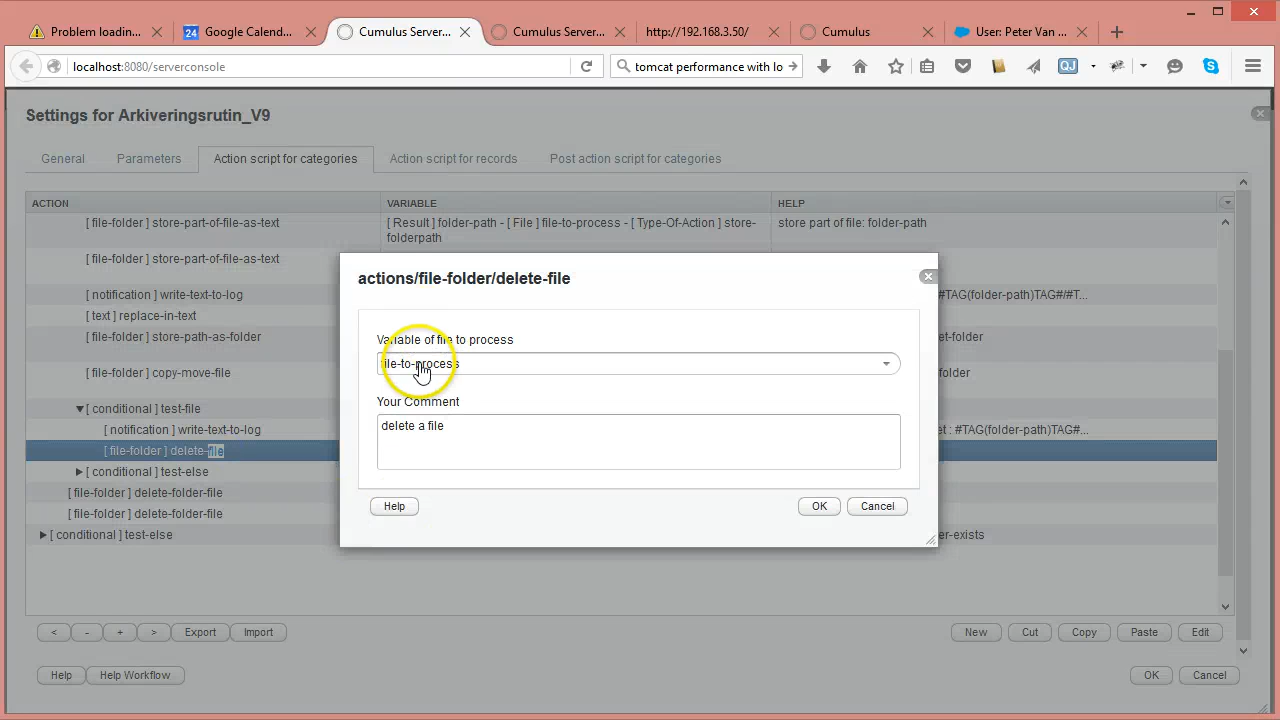 Problem loadin...
24 Google Calend...
Cumulus Server...
Cumulus Server...
http://192.168.3.50/
Cumulus
User: Peter Van ...
localhost:8080/serverconsole
tomcat performance with lo
QJ
Settings for Arkiveringsrutin_V9
General Parameters Action script for categories Action script for records Post action script for categories
ACTION VARIABLE HELP
[ file-folder ] store-part-of-file-as-text [ Result ] folder-path - [ File ] file-to-process - [ Type-Of-Action ] store- store part of file: folder-path
folderpath
[ file-folder ] store-part-of-file-as-text
[ notification ] write-text-to-log #TAG(folder-path)TAG#/#T...
[ text ] replace-in-text
[ file-folder ] store-path-as-folder et-folder
[ file-folder ] copy-move-file older
[ conditional ] test-file
[ notification ] write-text-to-log et : #TAG(folder-path)TAG#...
[ file-folder ] delete-file
[ conditional ] test-else
[ file-folder ] delete-folder-file
[ file-folder ] delete-folder-file
[ conditional ] test-else er-exists
actions/file-folder/delete-file
Variable of file to process
file-to-process
Your Comment
delete a file
Help OK Cancel
< - + > Export Import New Cut Copy Paste Edit
Help Help Workflow OK Cancel